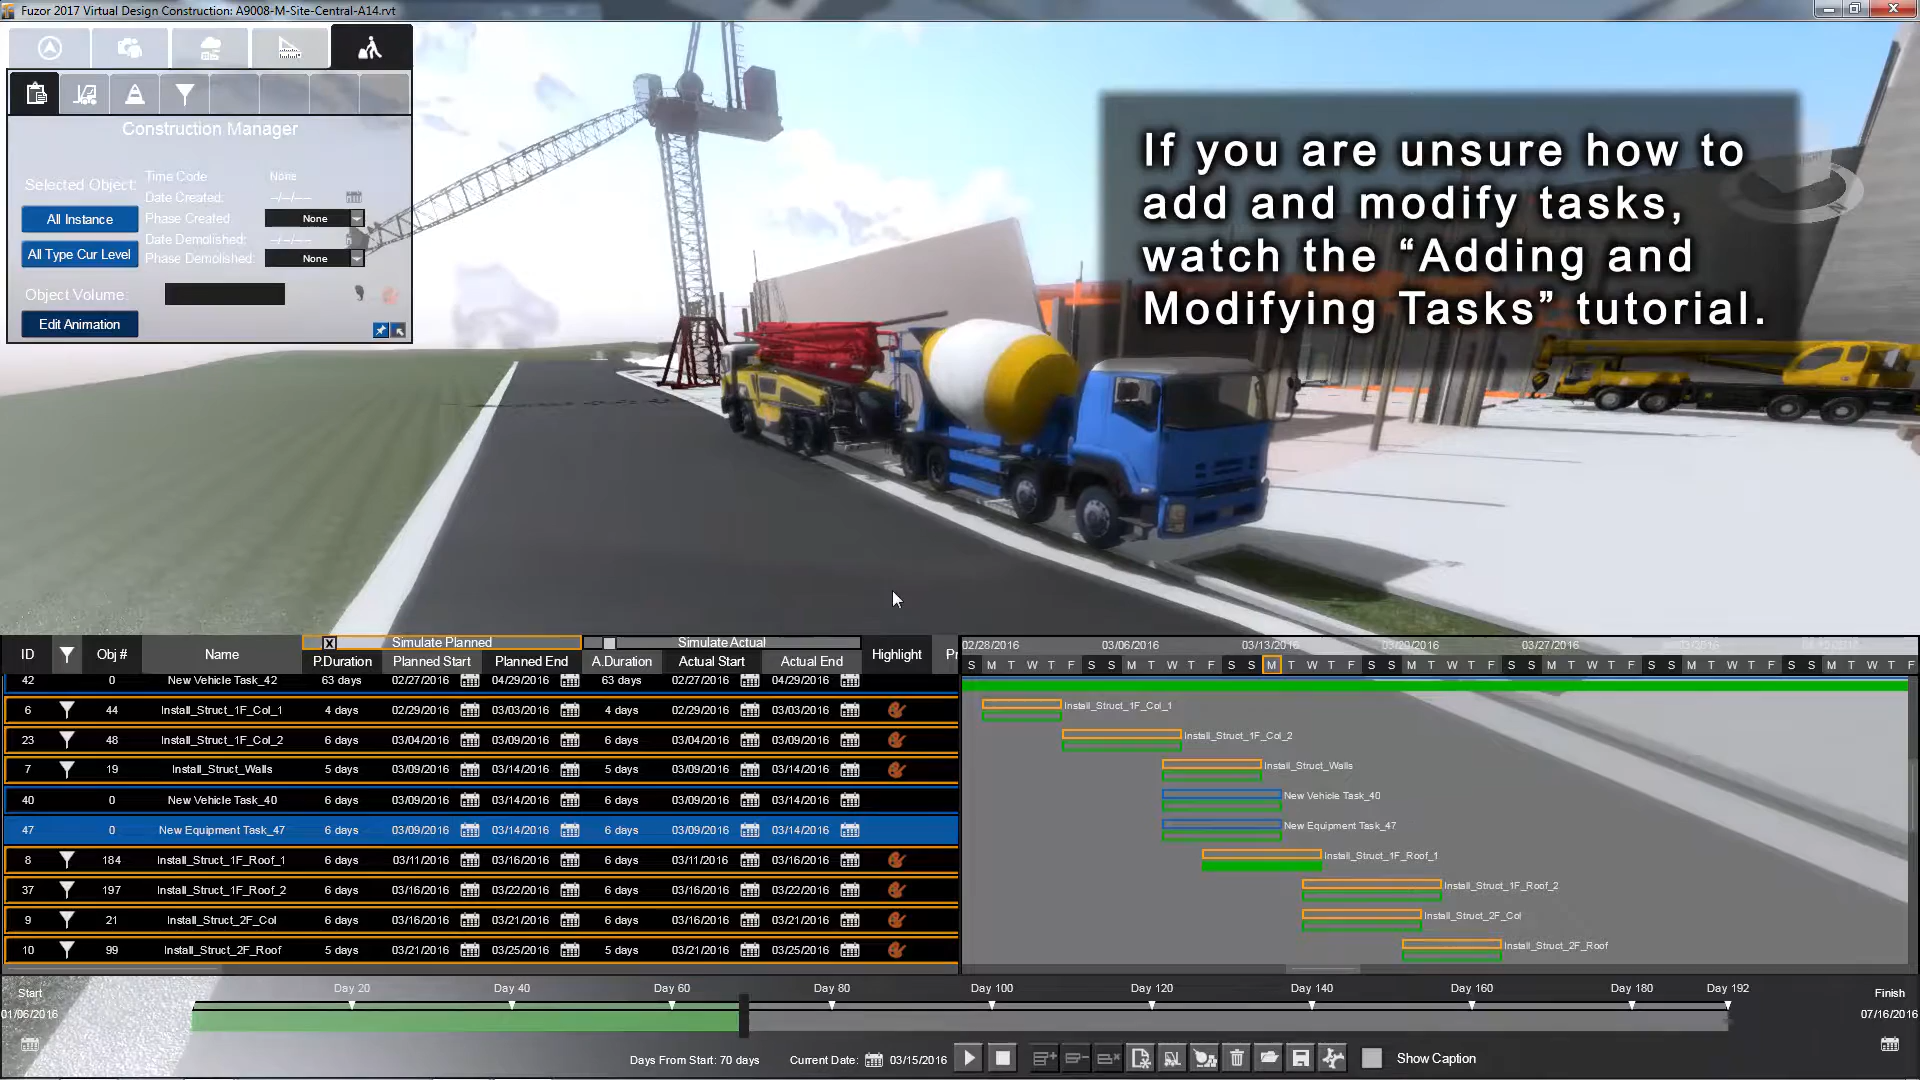 Fuzor 2017 Virtual Design Construction: A9008-M-Site-Central-A14.rvt
Construction Manager
Selected Object:
Time Code None
Date Created: --/--/----
All Instance
Phase Created None
Date Demolished: --/--/----
All Type Cur Level
Phase Demolished: None
Object Volume:
Edit Animation
If you are unsure how to
add and modify tasks,
watch the “Adding and
Modifying Tasks” tutorial.
Simulate Planned Simulate Actual
ID Obj # Name P.Duration Planned Start Planned End A.Duration Actual Start Actual End Highlight
42 0 New Vehicle Task_42 63 days 02/27/2016 04/29/2016 63 days 02/27/2016 04/29/2016
6 44 Install_Struct_1F_Col_1 4 days 02/29/2016 03/03/2016 4 days 02/29/2016 03/03/2016
23 48 Install_Struct_1F_Col_2 6 days 03/04/2016 03/09/2016 6 days 03/04/2016 03/09/2016
7 19 Install_Struct_Walls 5 days 03/09/2016 03/14/2016 5 days 03/09/2016 03/14/2016
40 0 New Vehicle Task_40 6 days 03/09/2016 03/14/2016 6 days 03/09/2016 03/14/2016
47 0 New Equipment Task_47 6 days 03/09/2016 03/14/2016 6 days 03/09/2016 03/14/2016
8 184 Install_Struct_1F_Roof_1 6 days 03/11/2016 03/16/2016 6 days 03/11/2016 03/16/2016
37 197 Install_Struct_1F_Roof_2 6 days 03/16/2016 03/22/2016 6 days 03/16/2016 03/22/2016
9 21 Install_Struct_2F_Col 6 days 03/16/2016 03/21/2016 6 days 03/16/2016 03/21/2016
10 99 Install_Struct_2F_Roof 5 days 03/21/2016 03/25/2016 5 days 03/21/2016 03/25/2016
02/28/2016 03/06/2016 03/13/2016 03/20/2016 03/27/2016
S M T W T F S S M T W T F S S M T W T F S S M T W T F S S M T W T F S S M T W T F S S M T W T F
Install_Struct_1F_Col_1
Install_Struct_1F_Col_2
Install_Struct_Walls
New Vehicle Task_40
New Equipment Task_47
Install_Struct_1F_Roof_1
Install_Struct_1F_Roof_2
Install_Struct_2F_Col
Install_Struct_2F_Roof
Start Day 20 Day 40 Day 60 Day 80 Day 100 Day 120 Day 140 Day 160 Day 180 Day 192 Finish
01/06/2016 07/16/2016
Days From Start: 70 days Current Date: 03/15/2016 Show Caption